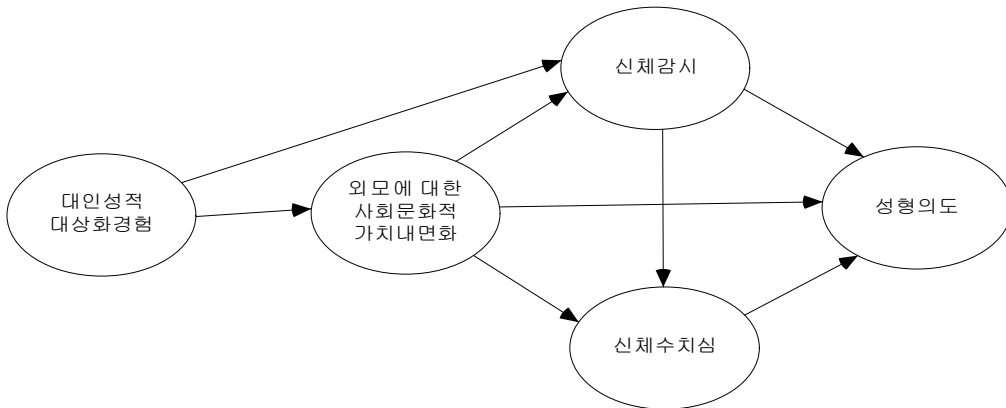 신체감시
대인성적
대상화경험
외모에 대한
사회문화적
가치내면화
성형의도
신체수치심